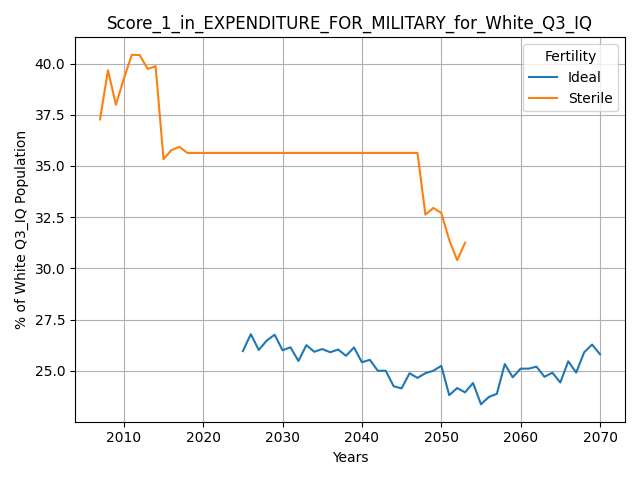 Score_1_in_EXPENDITURE_FOR_MILITARY_for_White_Q3_IQ
Fertility
Ideal
Sterile
% of White Q3_IQ Population
40.0
37.5
35.0
32.5
30.0
27.5
25.0
2010 2020 2030 2040 2050 2060 2070
Years